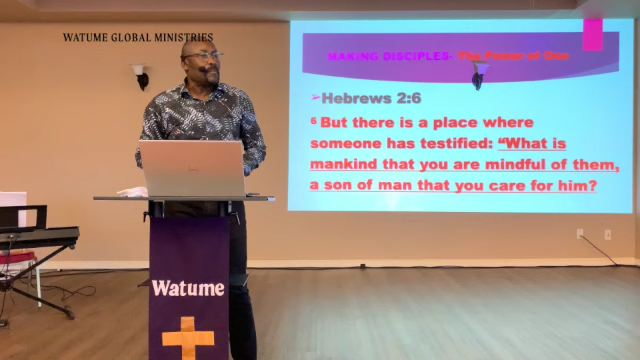 WATUME GLOBAL MINISTRIES
MAKING DISCIPLES- The Power of God
Hebrews 2:6
6 But there is a place where
someone has testified: “What is
mankind that you are mindful of them,
a son of man that you care for him?
Watume